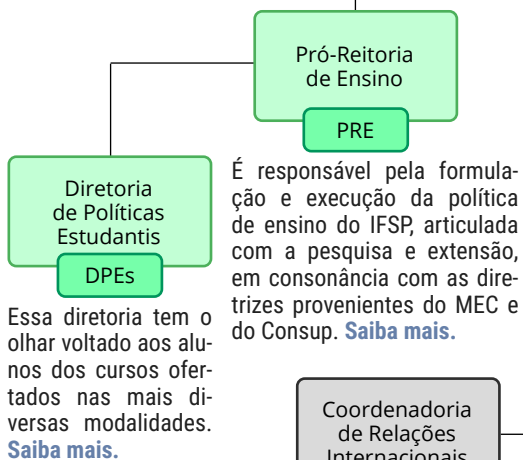 Pró-Reitoria
de Ensino
PRE
É responsável pela formula-
ção e execução da política
de ensino do IFSP, articulada
com a pesquisa e extensão,
em consonância com as dire-
trizes provenientes do MEC e
do Consup. Saiba mais.
Diretoria
de Políticas
Estudantis
DPEs
Essa diretoria tem o
olhar voltado aos alu-
nos dos cursos ofer-
tados nas mais di-
versas modalidades.
Saiba mais.
Coordenadoria
de Relações
Internacionais